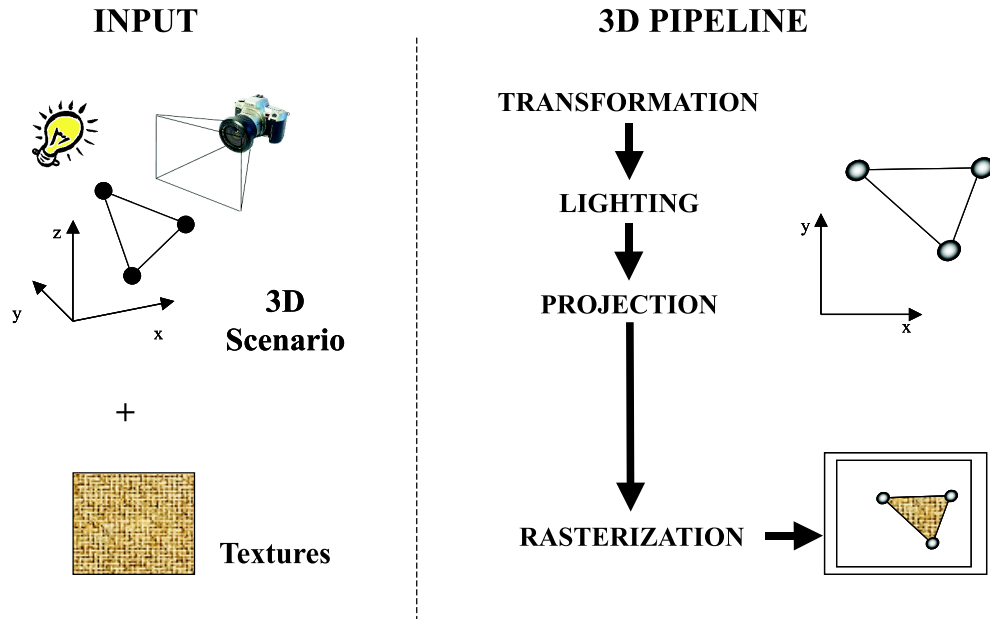 INPUT
3D PIPELINE
TRANSFORMATION
LIGHTING
PROJECTION
RASTERIZATION
z
y
x
3D
Scenario
+
Textures
y
x